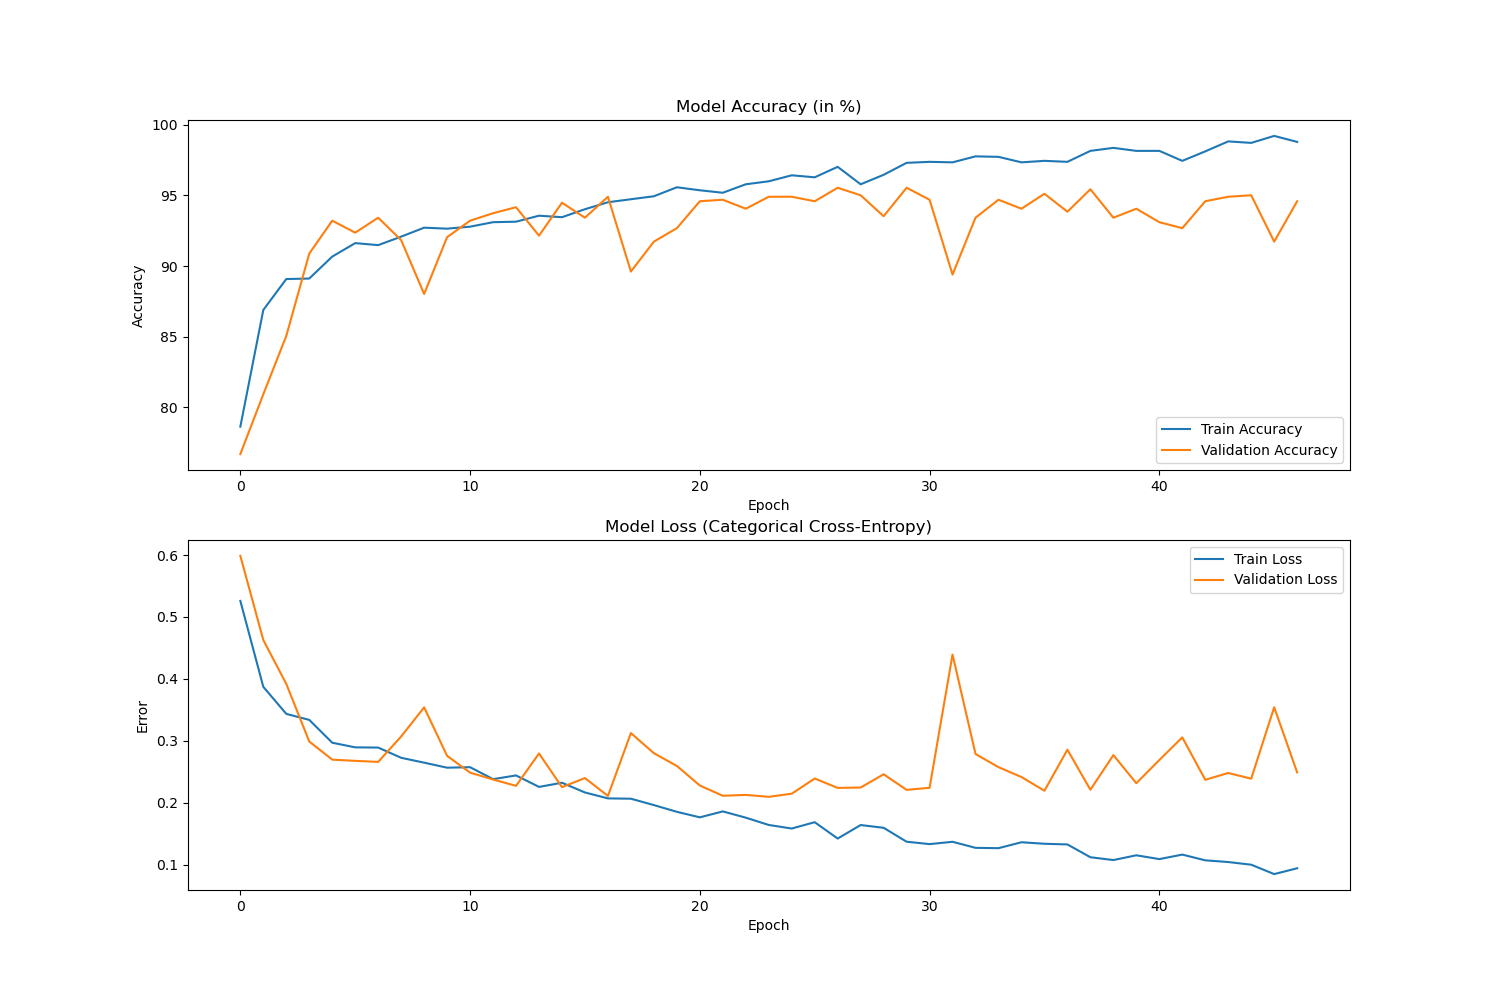 Model Accuracy (in %)
100
95
90
85
80
Accuracy
Train Accuracy
Validation Accuracy
0 10 20 30 40
Epoch
Model Loss (Categorical Cross-Entropy)
0.6
0.5
0.4
0.3
0.2
0.1
Error
Train Loss
Validation Loss
0 10 20 30 40
Epoch